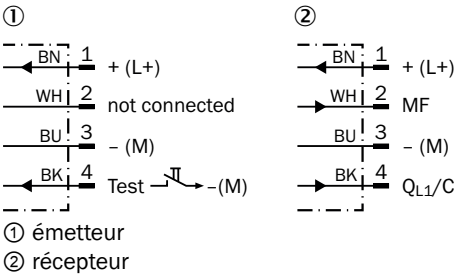 ① ②
BN 1 + (L+)
WH 2 not connected
BU 3 – (M)
BK 4 Test –(M)
BN 1 + (L+)
WH 2 MF
BU 3 – (M)
BK 4 QL1/C
① émetteur
② récepteur